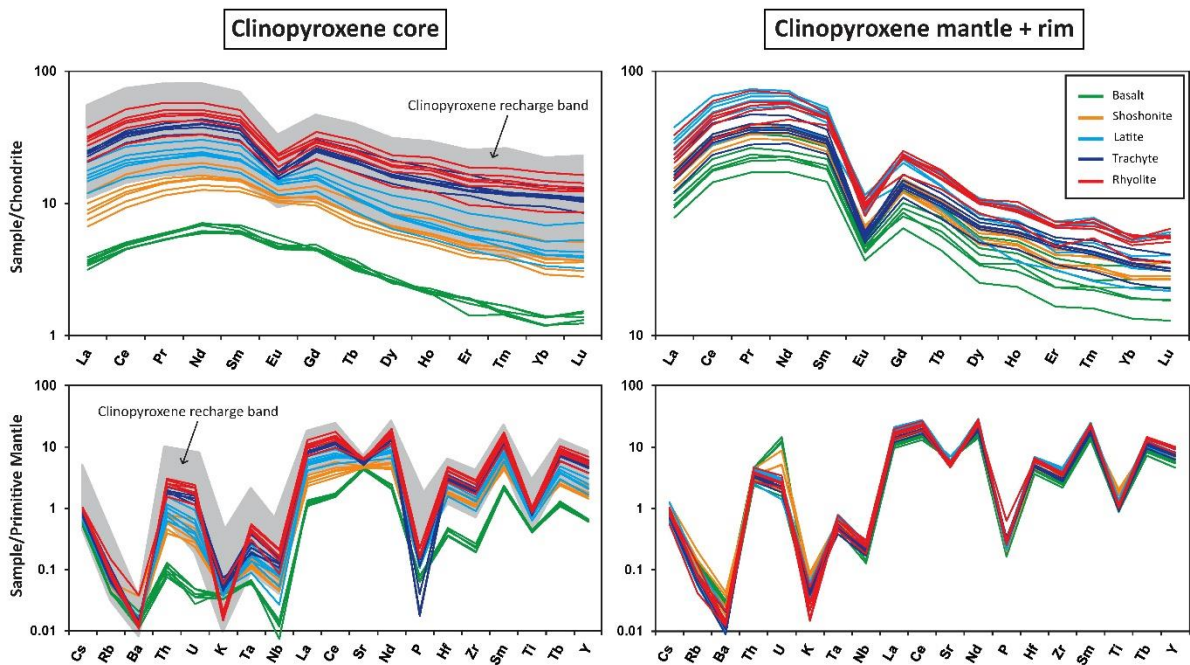 Clinopyroxene core
Clinopyroxene mantle + rim
Sample/Chondrite
100
10
1
Clinopyroxene recharge band
La Ce Pr Nd Sm Eu Gd Tb Dy Ho Er Tm Yb Lu
100
10
Basalt
Shoshonite
Latite
Trachyte
Rhyolite
La Ce Pr Nd Sm Eu Gd Tb Dy Ho Er Tm Yb Lu
Sample/Primitive Mantle
100
10
1
0.1
0.01
Clinopyroxene recharge band
Cs Rb Ba Th U K Ta Nb La Ce Sr Nd P Hf Zr Sm Ti Tb Y
100
10
1
0.1
0.01
Cs Rb Ba Th U K Ta Nb La Ce Sr Nd P Hf Zr Sm Ti Tb Y